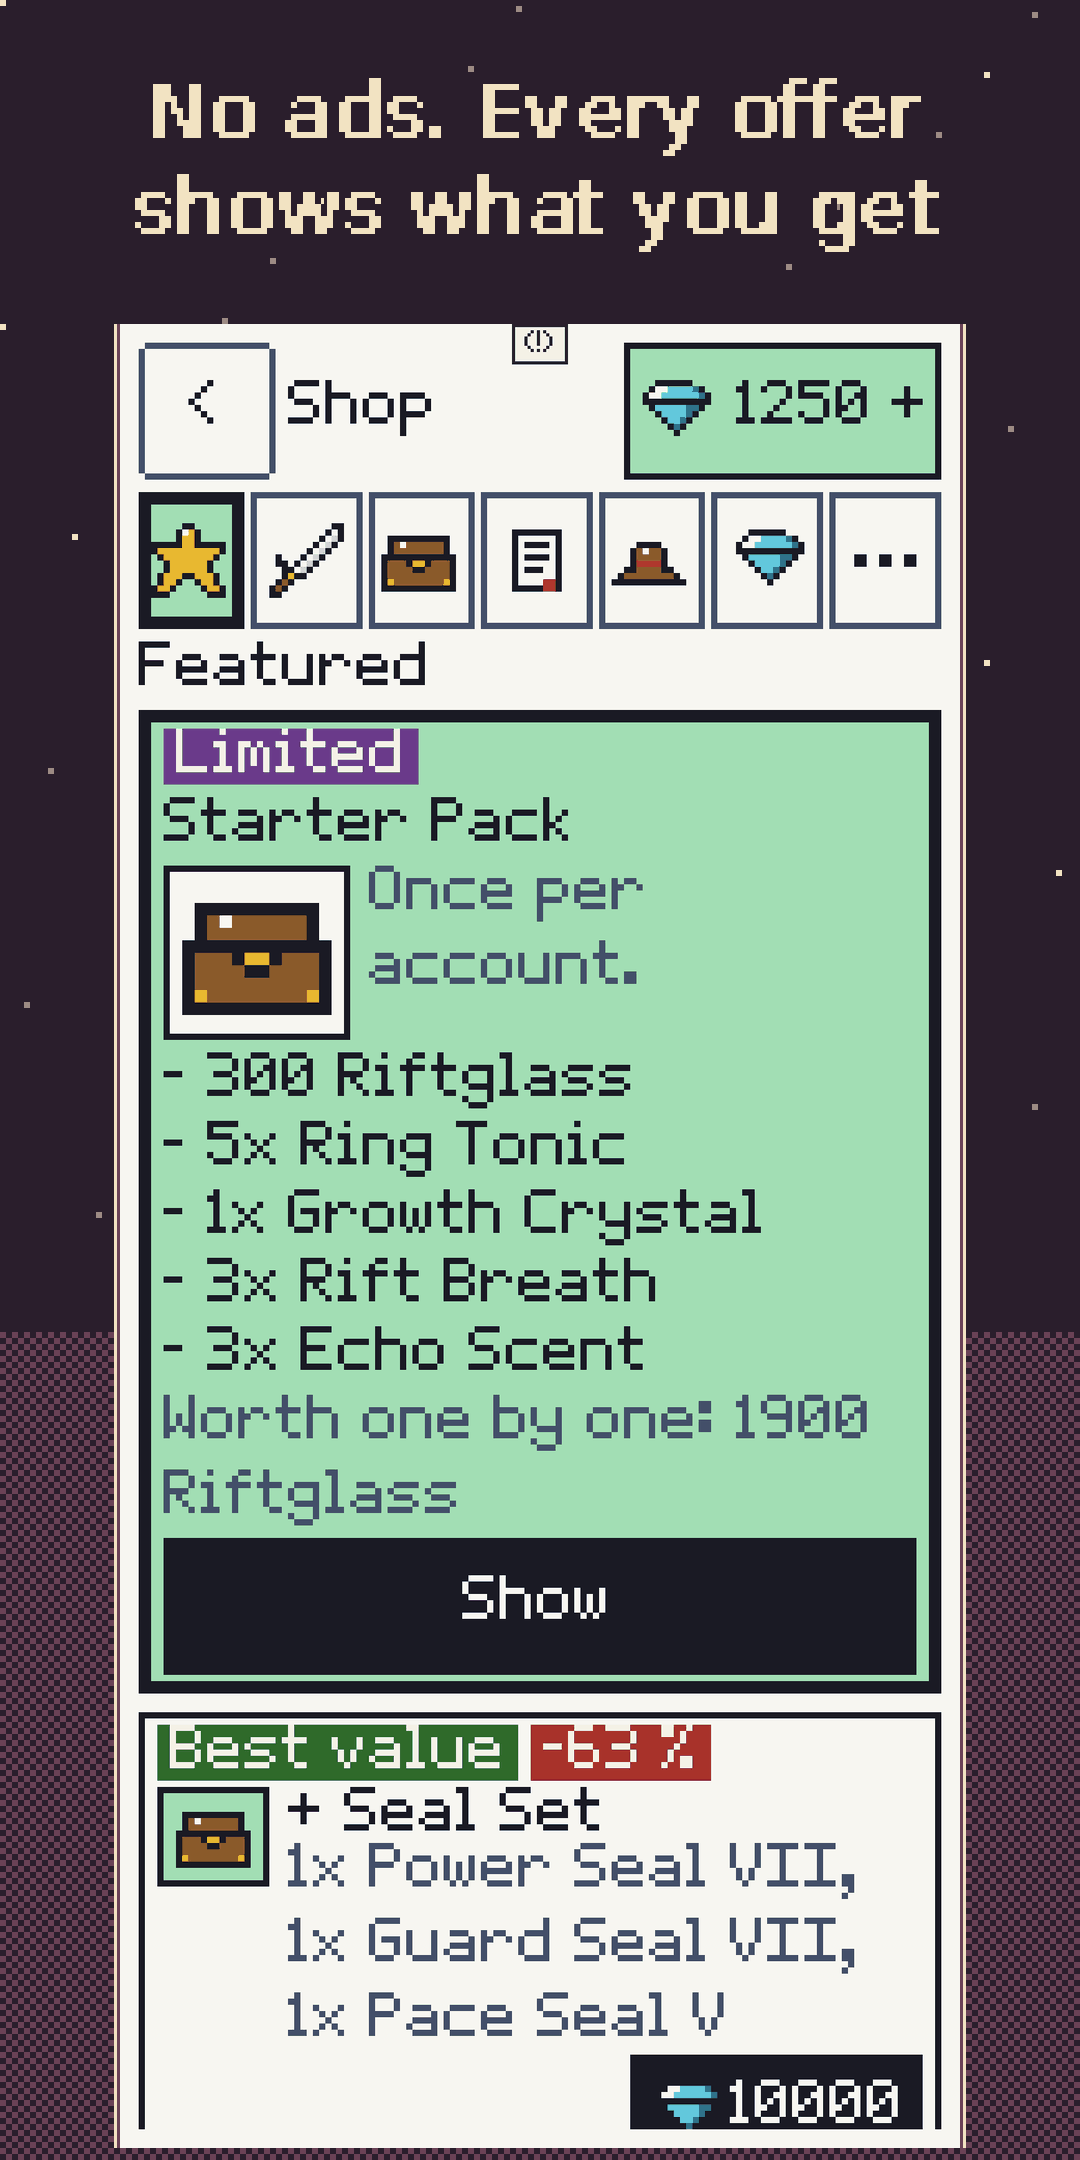 No ads. Every offer
shows what you get
Shop
1250 +
Featured
Limited
Starter Pack
Once per
account.
- 300 Riftglass
- 5x Ring Tonic
- 1x Growth Crystal
- 3x Rift Breath
- 3x Echo Scent
Worth one by one: 1900
Riftglass
Show
Best value -63 %
+ Seal Set
1x Power Seal VII,
1x Guard Seal VII,
1x Pace Seal V
10000